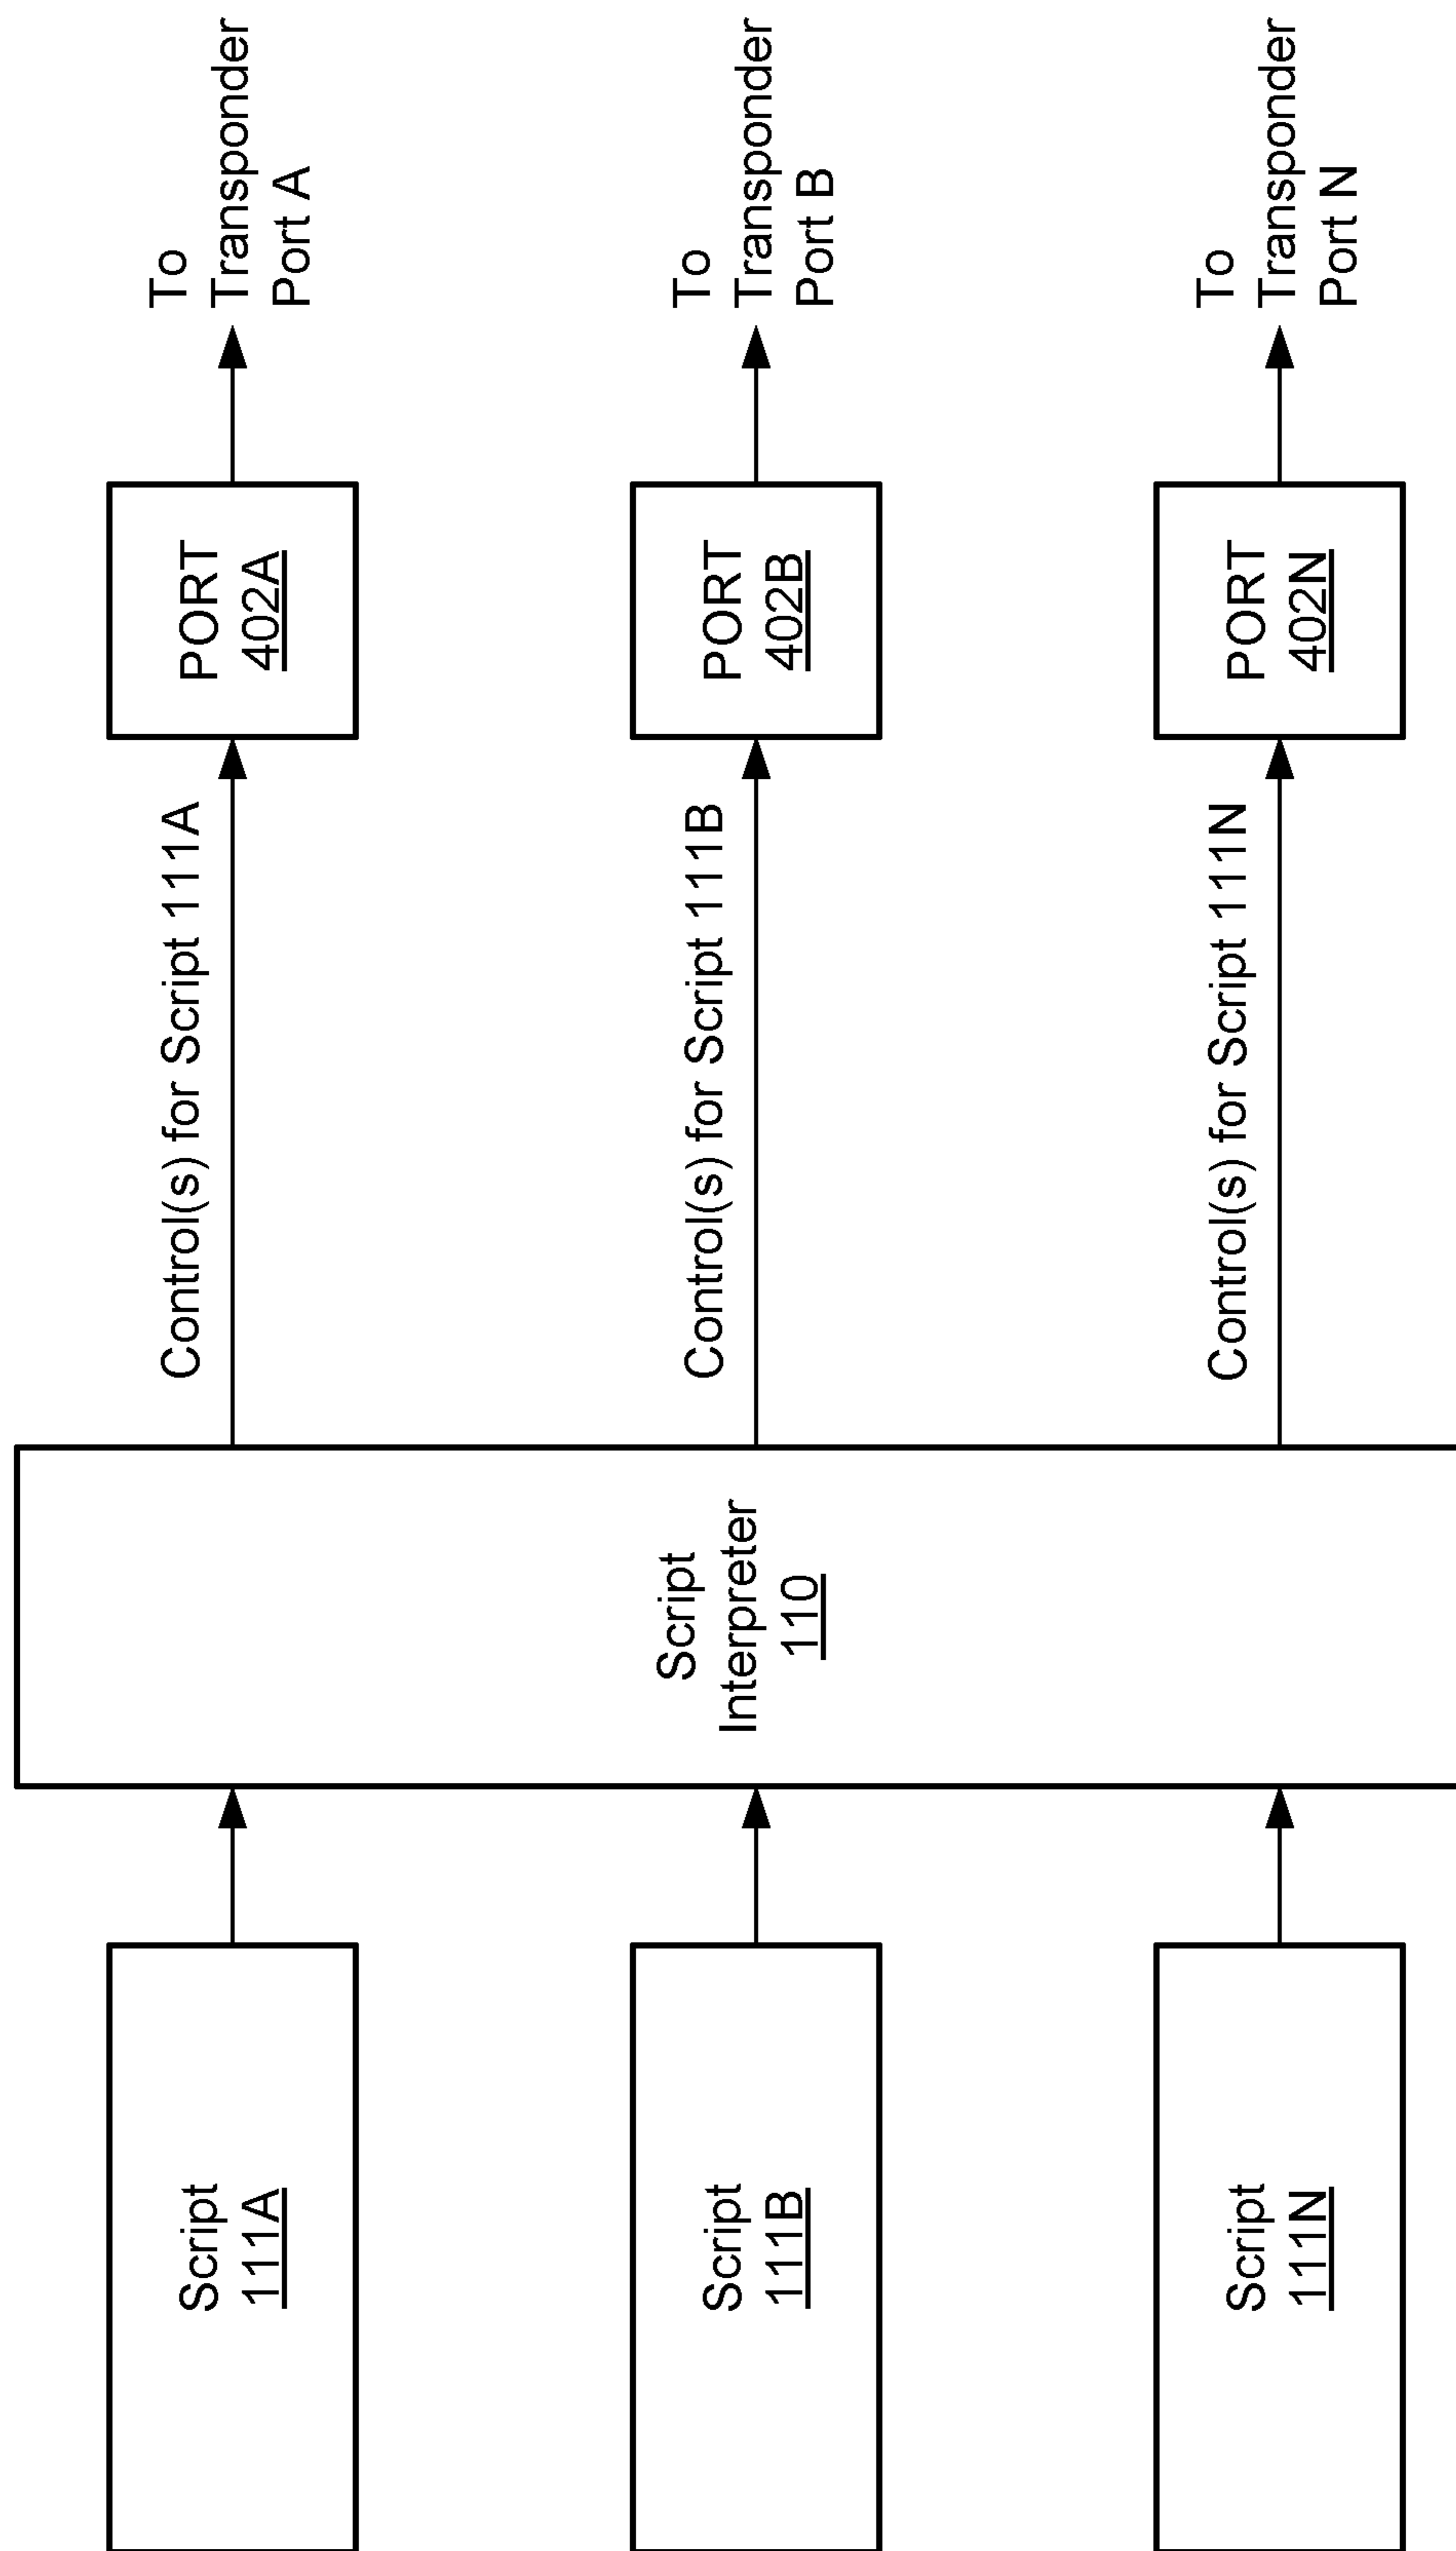 Script
111A
Script
111B
Script
111N
Script
Interpreter
110
Control(s) for Script 111A
Control(s) for Script 111B
Control(s) for Script 111N
PORT
402A
PORT
402B
PORT
402N
To
Transponder
Port A
To
Transponder
Port B
To
Transponder
Port N